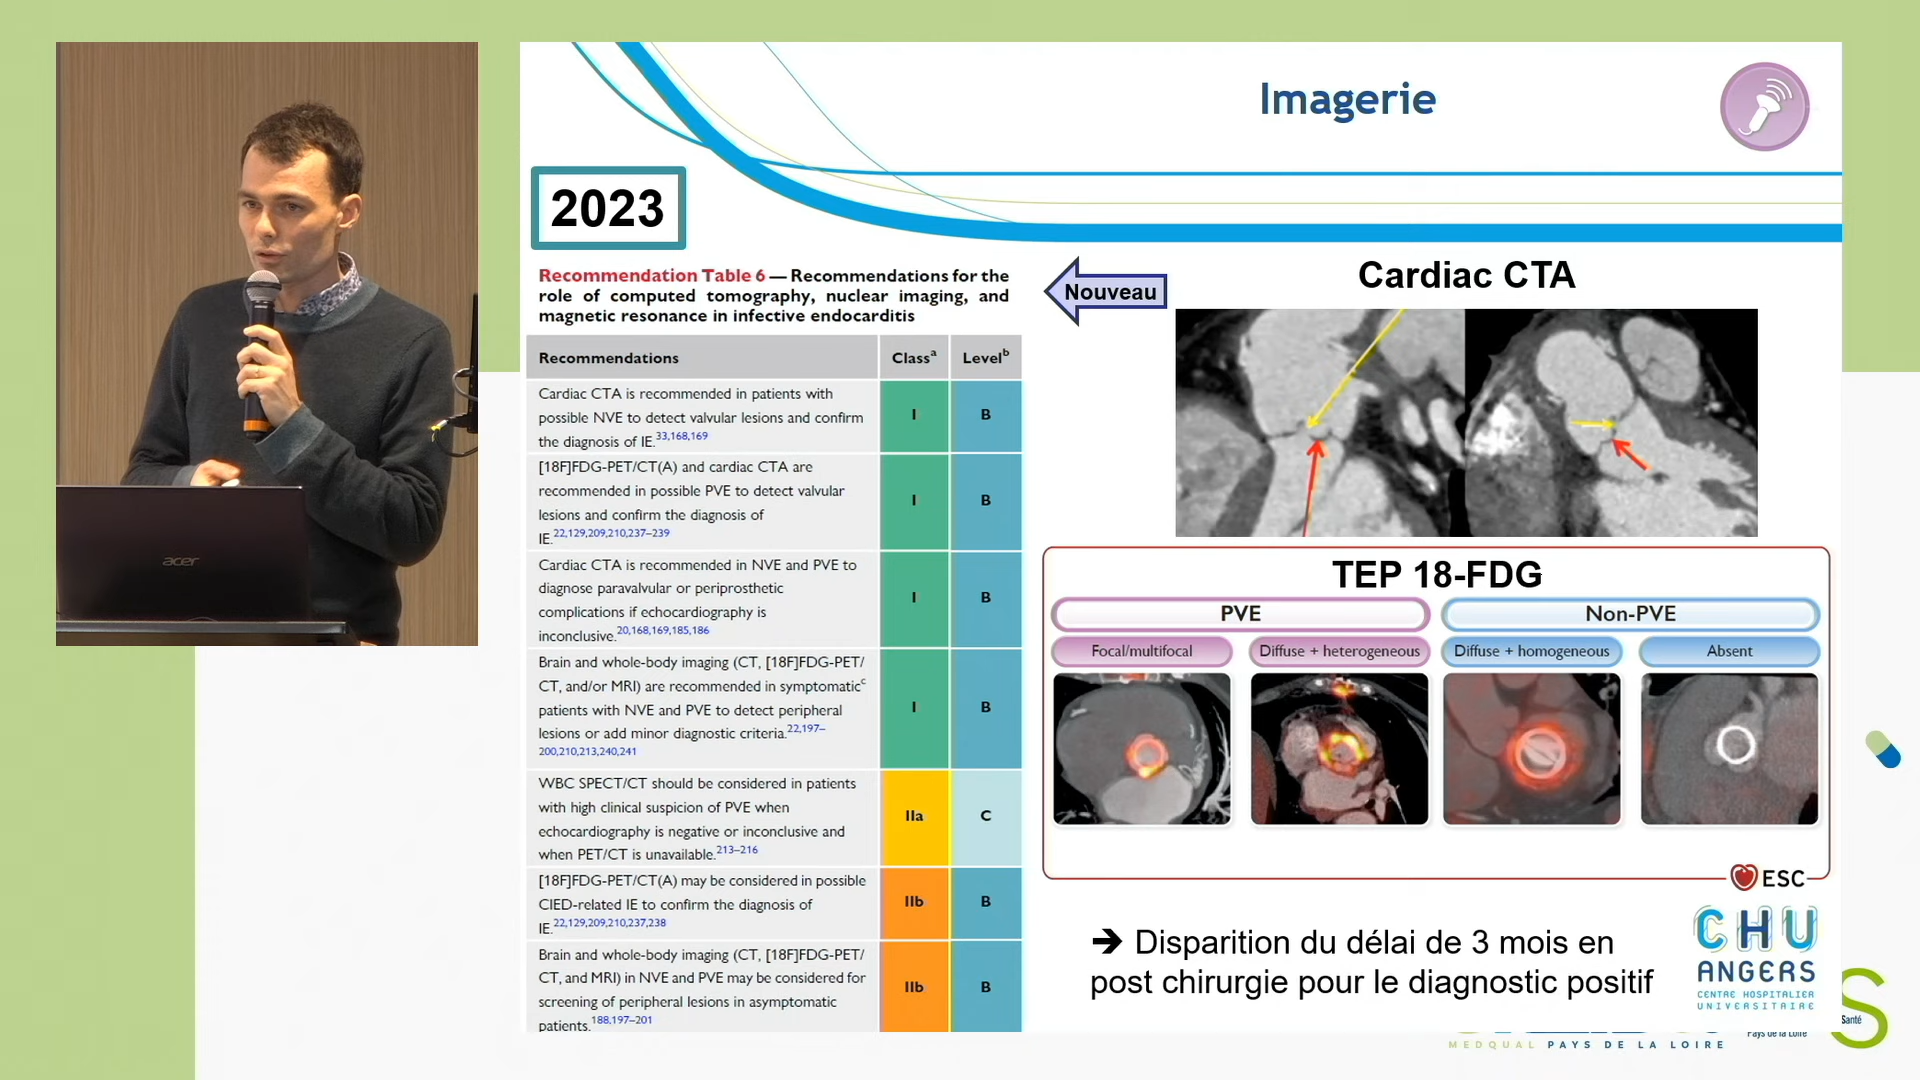 Imagerie
2023
Recommendation Table 6 — Recommendations for the
role of computed tomography, nuclear imaging, and
magnetic resonance in infective endocarditis
Nouveau
Recommendations Classᵃ Levelᵇ
Cardiac CTA is recommended in patients with
possible NVE to detect valvular lesions and confirm
the diagnosis of IE.33,168,169
I B
[18F]FDG-PET/CT(A) and cardiac CTA are
recommended in possible PVE to detect valvular
lesions and confirm the diagnosis of
IE.22,129,209,210,237–239
I B
Cardiac CTA is recommended in NVE and PVE to
diagnose paravalvular or periprosthetic
complications if echocardiography is
inconclusive.20,168,169,185,186
I B
Brain and whole-body imaging (CT, [18F]FDG-PET/
CT, and/or MRI) are recommended in symptomaticᶜ
patients with NVE and PVE to detect peripheral
lesions or add minor diagnostic criteria.22,197–
200,210,213,240,241
I B
WBC SPECT/CT should be considered in patients
with high clinical suspicion of PVE when
echocardiography is negative or inconclusive and
when PET/CT is unavailable.213–216
IIa C
[18F]FDG-PET/CT(A) may be considered in possible
CIED-related IE to confirm the diagnosis of
IE.22,129,209,210,237,238
IIb B
Brain and whole-body imaging (CT, [18F]FDG-PET/
CT, and MRI) in NVE and PVE may be considered for
screening of peripheral lesions in asymptomatic
patients.188,197–201
IIb B
Cardiac CTA
TEP 18-FDG
PVE Non-PVE
Focal/multifocal Diffuse + heterogeneous Diffuse + homogeneous Absent
ESC
➔ Disparition du délai de 3 mois en
post chirurgie pour le diagnostic positif
CHU
ANGERS
CENTRE HOSPITALIER
UNIVERSITAIRE
acer
S
Santé
Pays de la Loire
MEDQUAL PAYS DE LA LOIRE